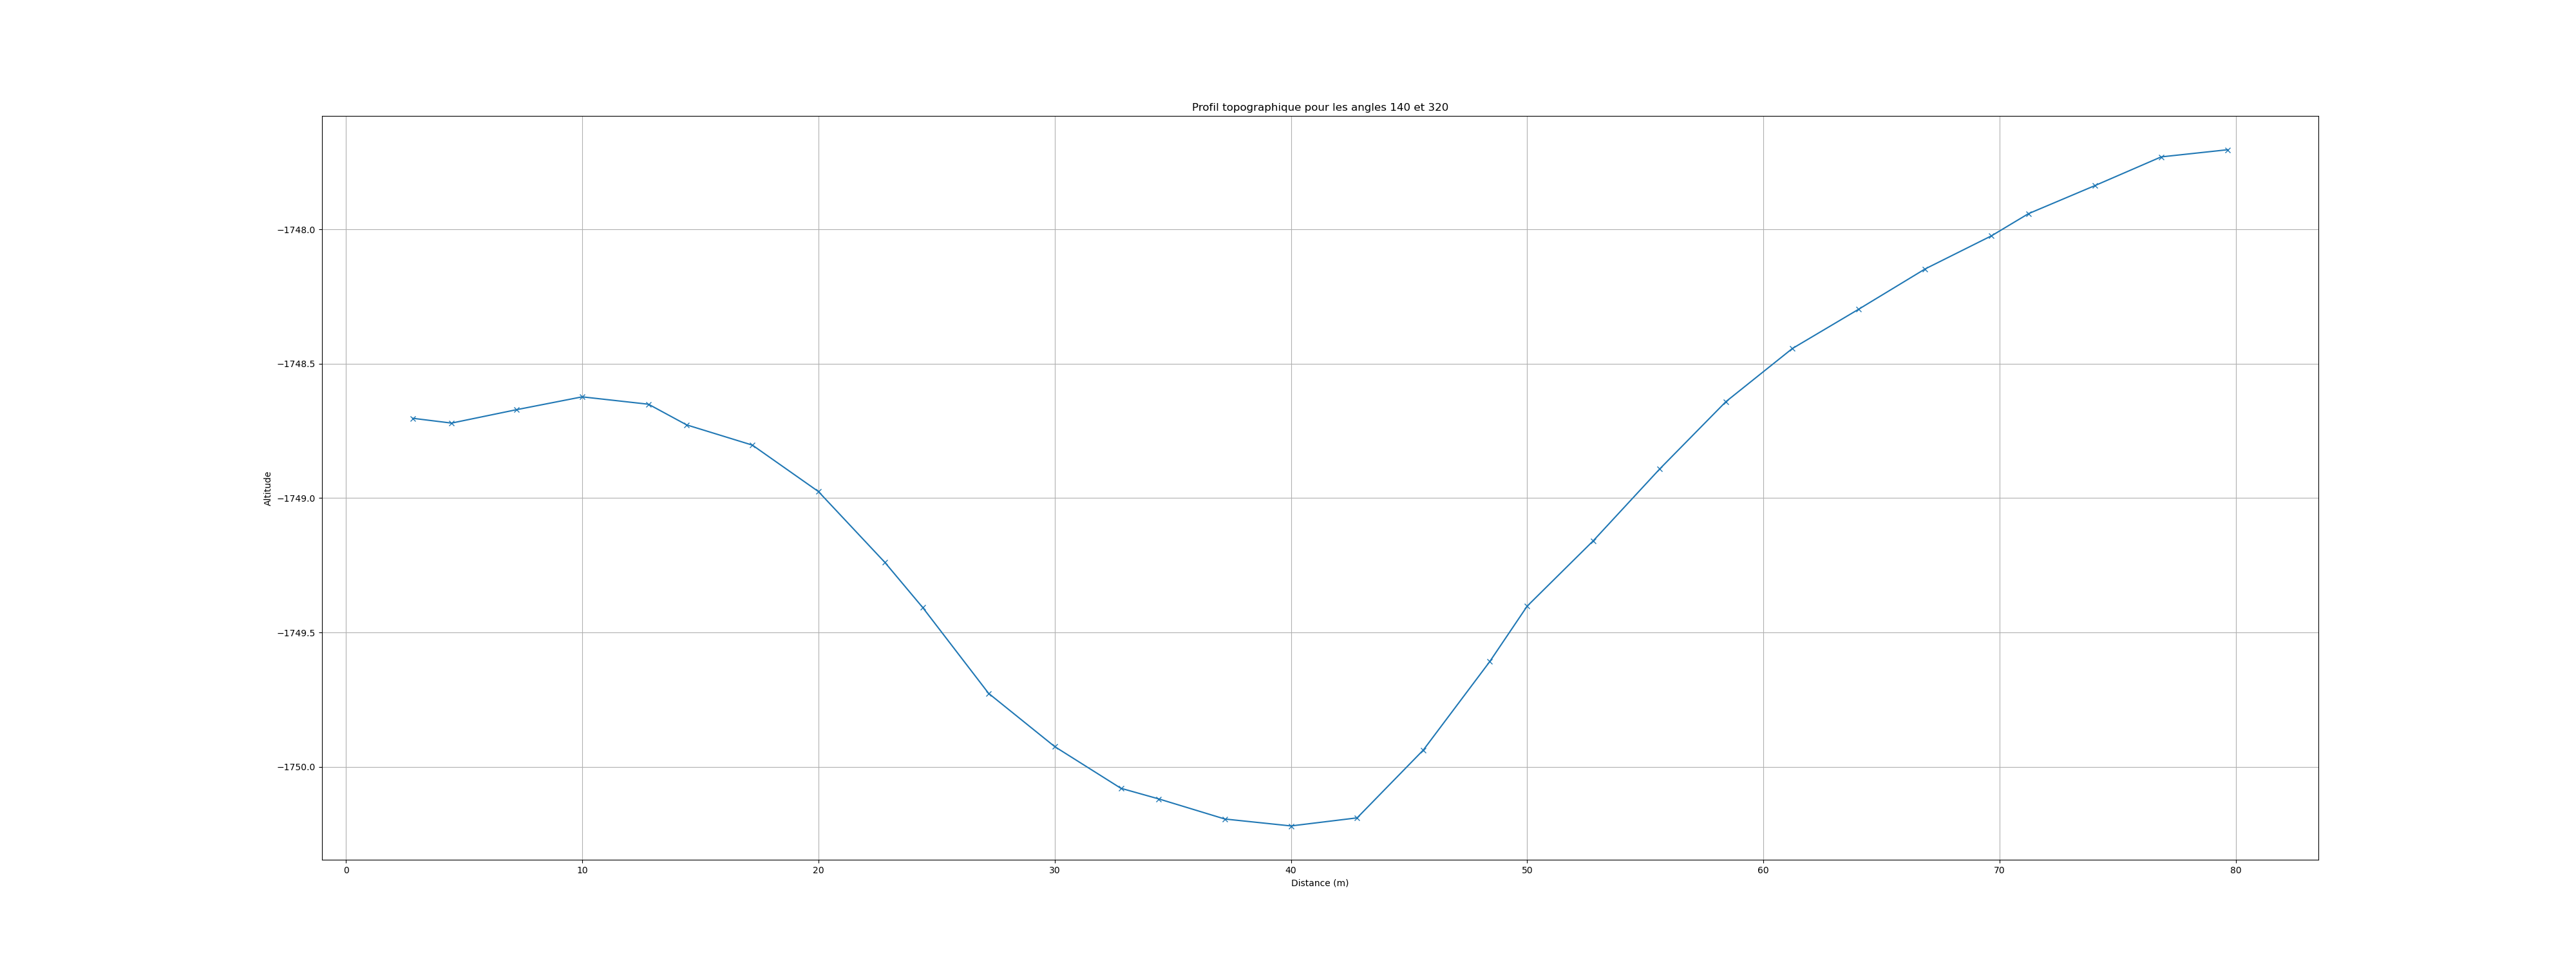 Profil topographique pour les angles 140 et 320
−1748.0
−1748.5
−1749.0
−1749.5
−1750.0
Altitude
0 10 20 30 40 50 60 70 80
Distance (m)